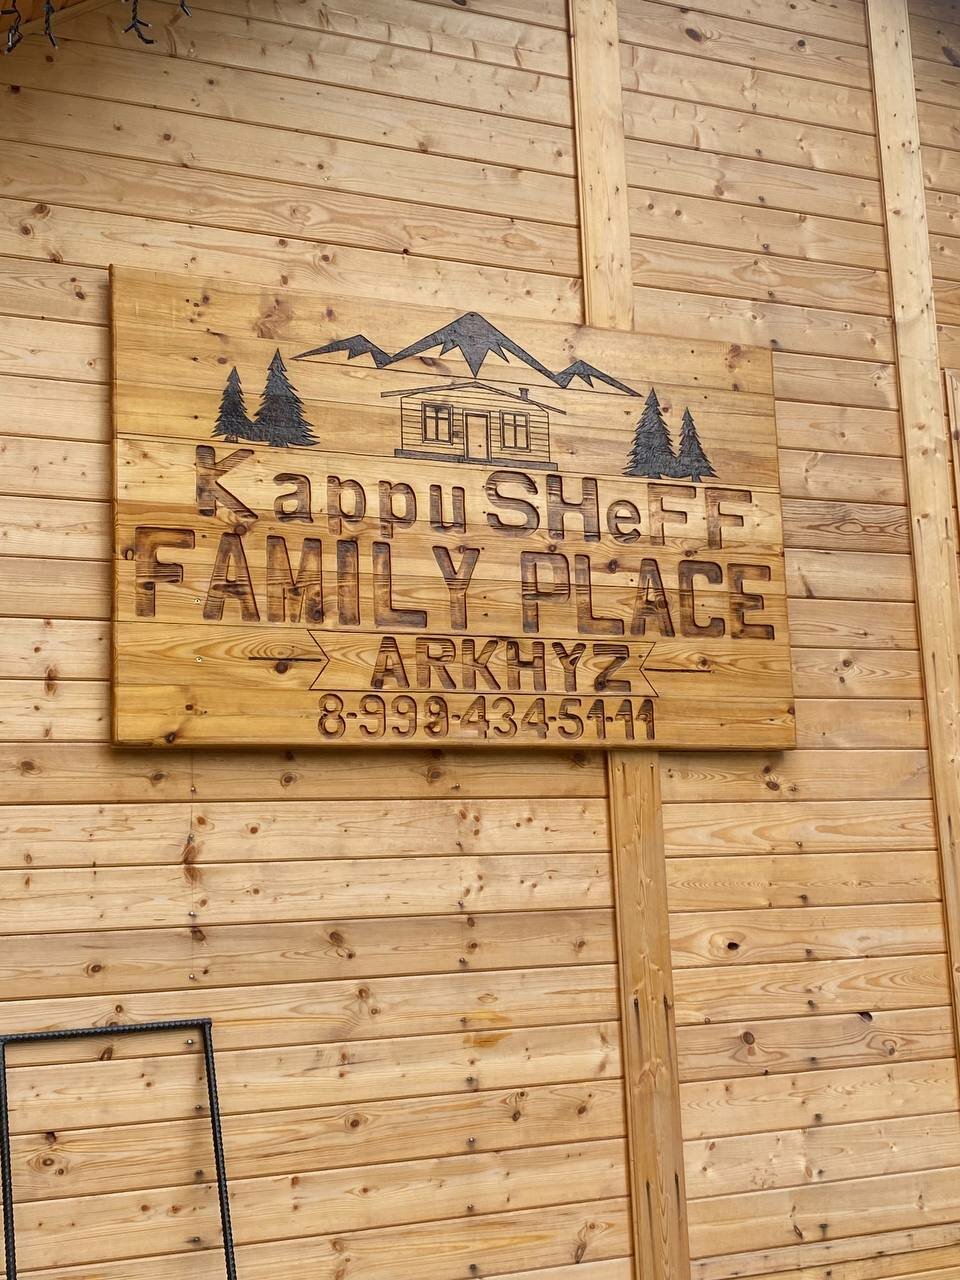 KappuSHeFF
FAMILY PLACE
ARKHYZ
8-999-434-51-11